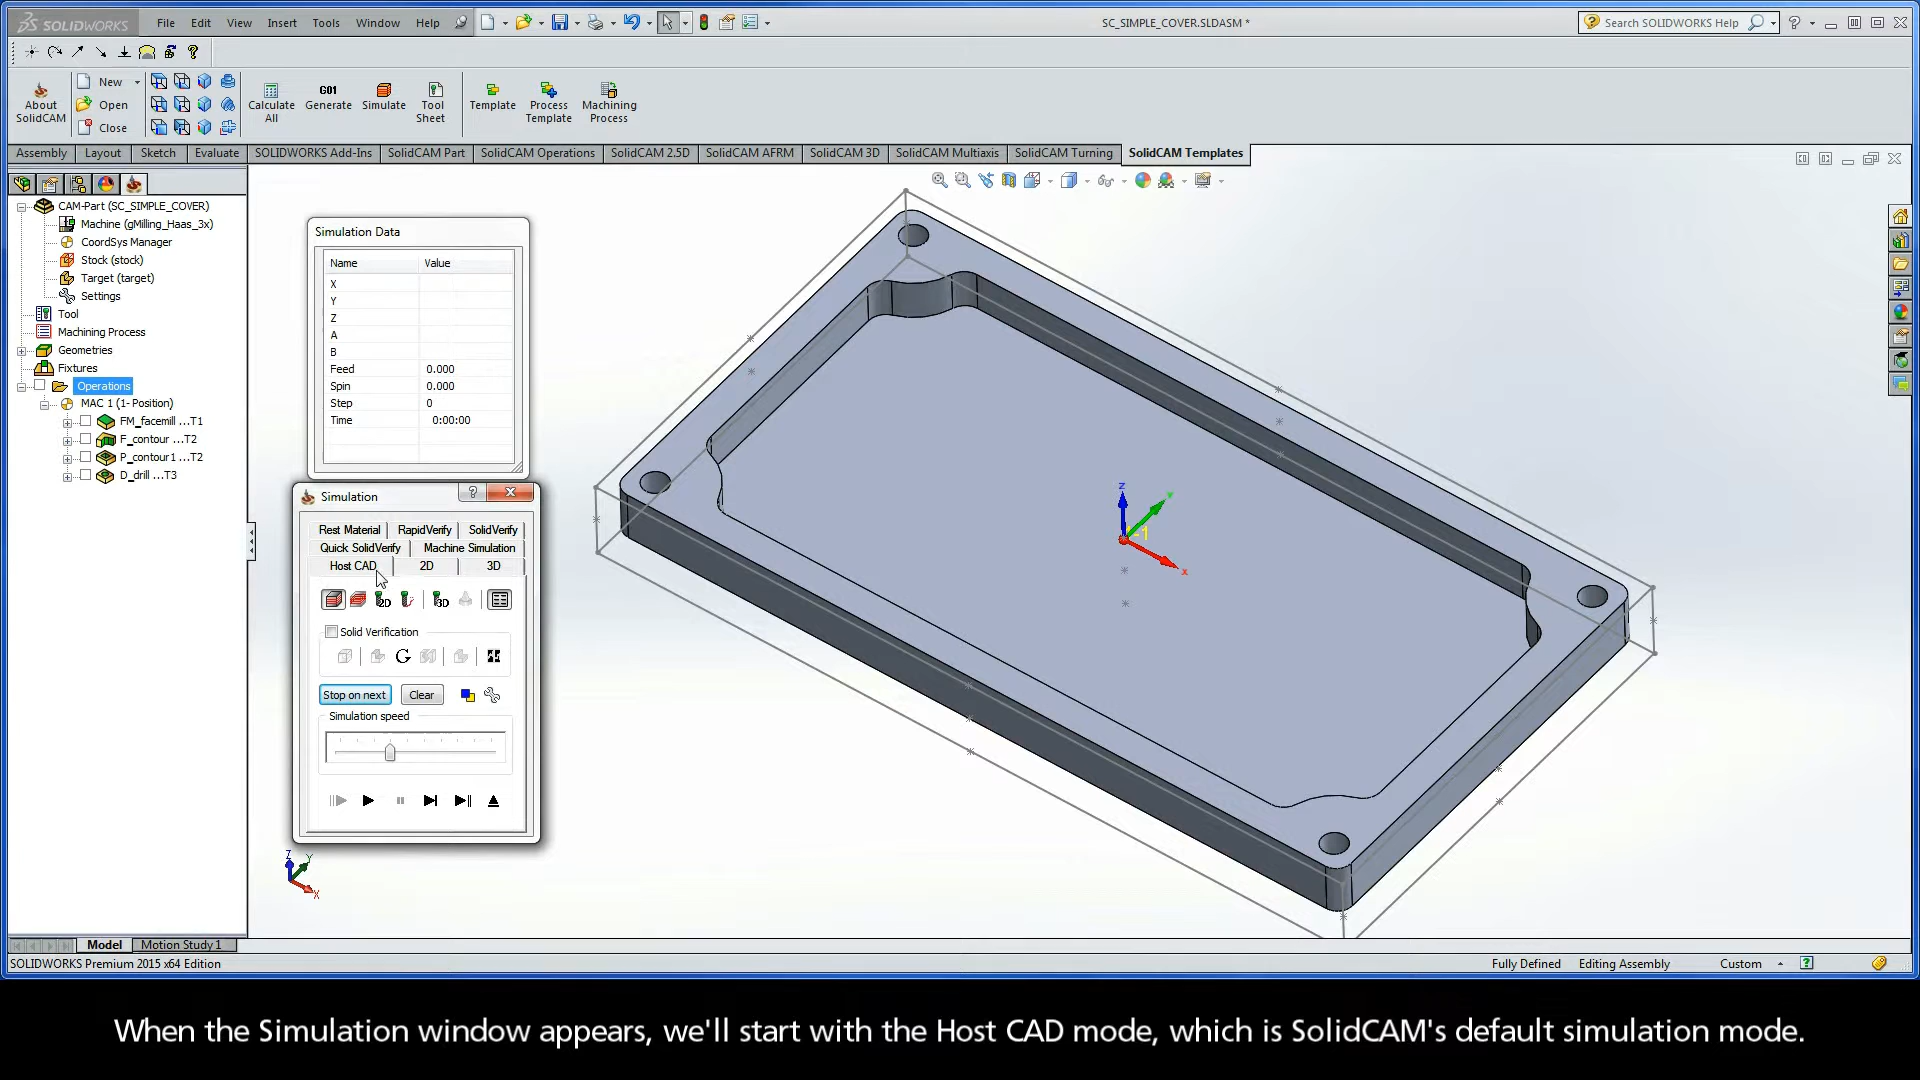 SOLIDWORKS
File Edit View Insert Tools Window Help
SC_SIMPLE_COVER.SLDASM *
Search SOLIDWORKS Help
About SolidCAM
New
Open
Close
Calculate All
G01
Generate
Simulate
Tool Sheet
Template
Process Template
Machining Process
Assembly Layout Sketch Evaluate SOLIDWORKS Add-Ins SolidCAM Part SolidCAM Operations SolidCAM 2.5D SolidCAM AFRM SolidCAM 3D SolidCAM Multiaxis SolidCAM Turning SolidCAM Templates
CAM-Part (SC_SIMPLE_COVER)
Machine (gMilling_Haas_3x)
CoordSys Manager
Stock (stock)
Target (target)
Settings
Tool
Machining Process
Geometries
Fixtures
Operations
MAC 1 (1- Position)
FM_facemill ...T1
F_contour ...T2
P_contour1 ...T2
D_drill ...T3
Simulation Data
Name Value
X
Y
Z
A
B
Feed 0.000
Spin 0.000
Step 0
Time 0:00:00
Simulation
Rest Material RapidVerify SolidVerify
Quick SolidVerify Machine Simulation
Host CAD 2D 3D
2D 3D
Solid Verification
Stop on next Clear
Simulation speed
Z
Y
X
z
Y
x
-1
Model Motion Study 1
SOLIDWORKS Premium 2015 x64 Edition
Fully Defined Editing Assembly Custom
When the Simulation window appears, we'll start with the Host CAD mode, which is SolidCAM's default simulation mode.